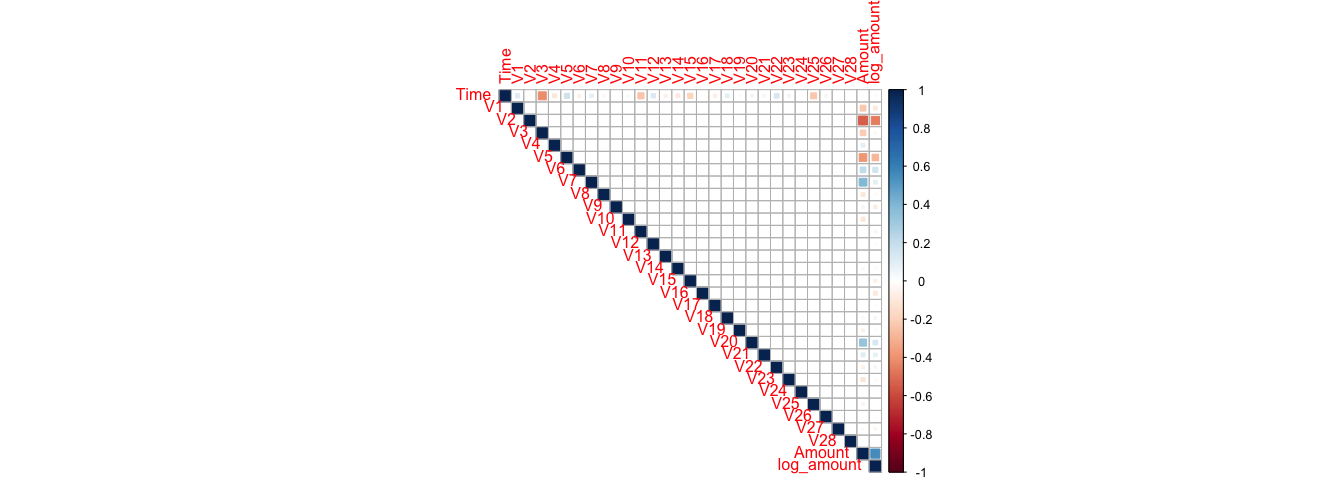 Time
V1
V2
V3
V4
V5
V6
V7
V8
V9
V10
V11
V12
V13
V14
V15
V16
V17
V18
V19
V20
V21
V22
V23
V24
V25
V26
V27
V28
Amount
log_amount
Time
V1
V2
V3
V4
V5
V6
V7
V8
V9
V10
V11
V12
V13
V14
V15
V16
V17
V18
V19
V20
V21
V22
V23
V24
V25
V26
V27
V28
Amount
log_amount
1
0.8
0.6
0.4
0.2
0
-0.2
-0.4
-0.6
-0.8
-1